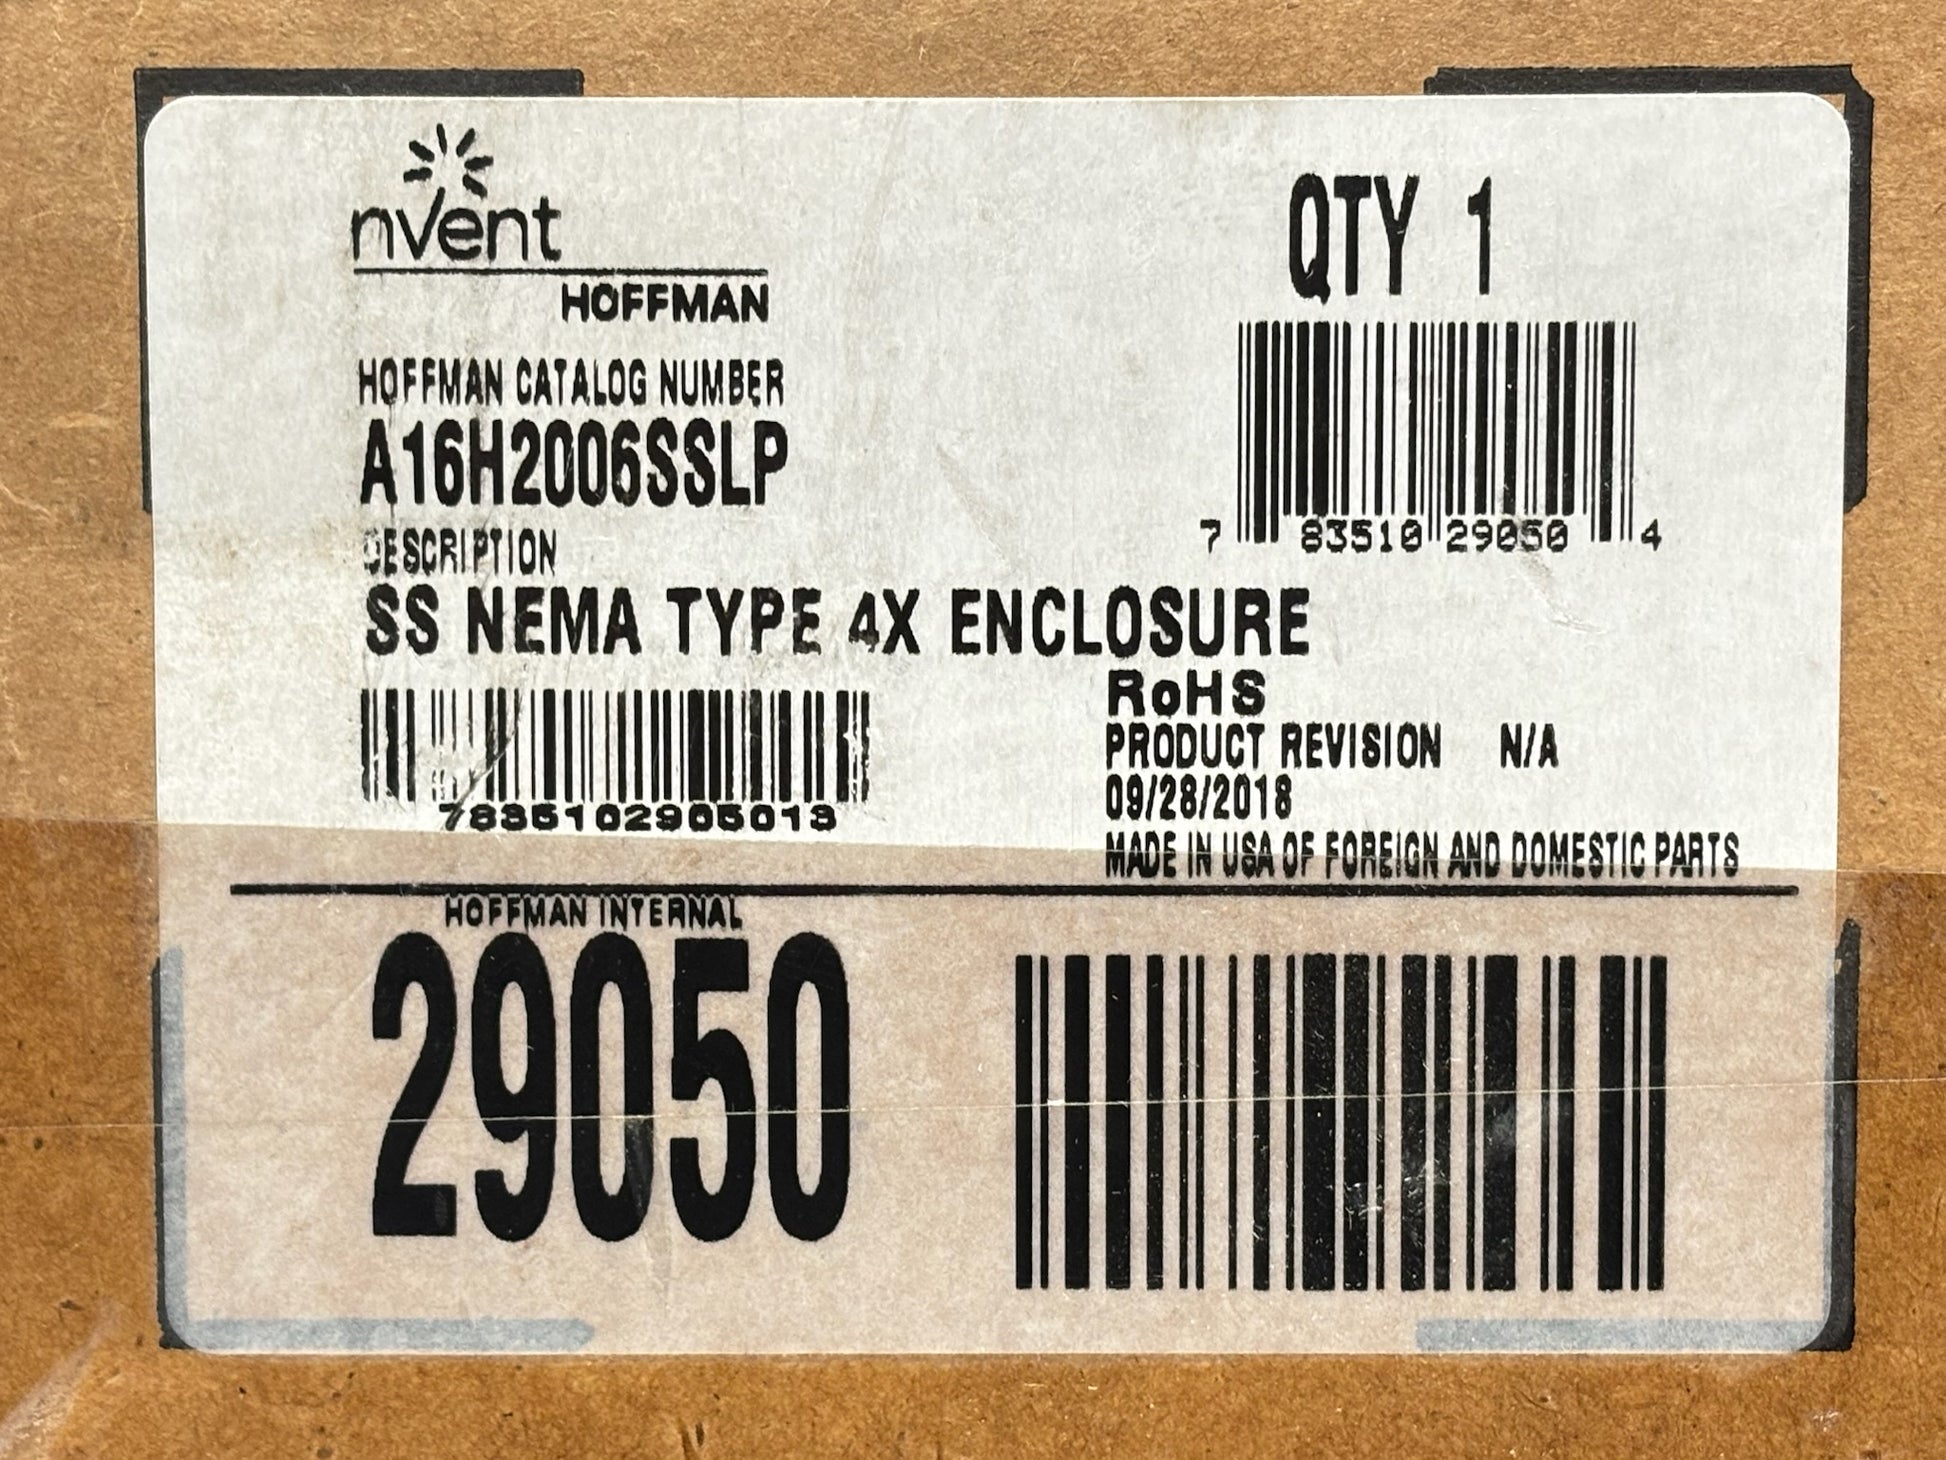 nvent
HOFFMAN
QTY 1
HOFFMAN CATALOG NUMBER
A16H2006SSLP
7 83510 29050 4
DESCRIPTION
SS NEMA TYPE 4X ENCLOSURE
7835102905013
RoHS
PRODUCT REVISION N/A
09/28/2018
MADE IN USA OF FOREIGN AND DOMESTIC PARTS
HOFFMAN INTERNAL
29050